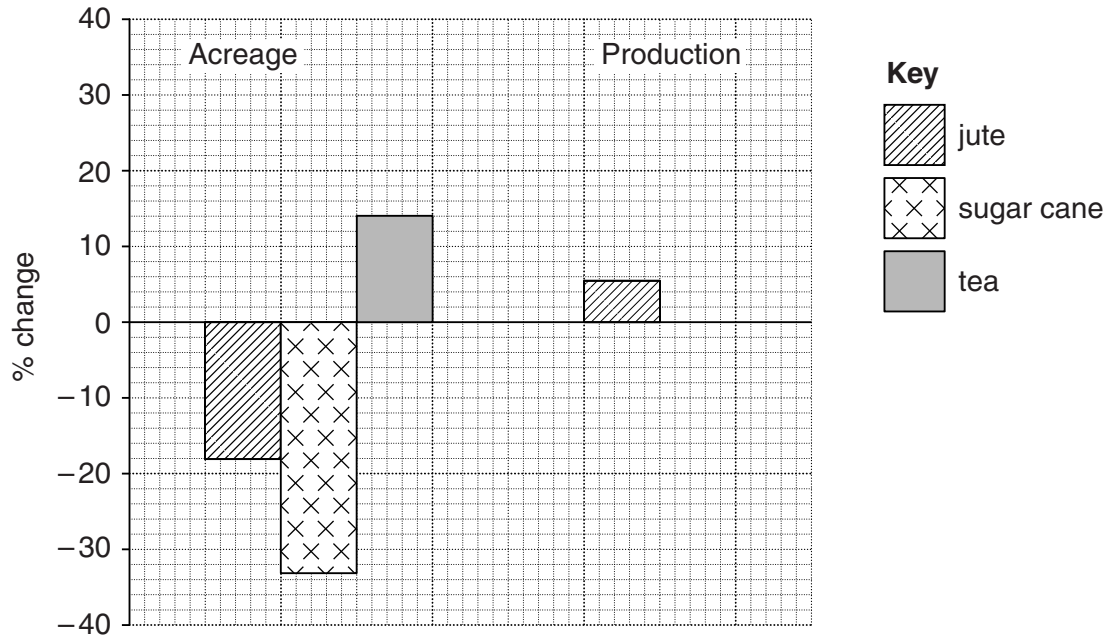 40
Acreage
Production
30
20
10
0
−10
−20
−30
−40
% change
Key
jute
sugar cane
tea